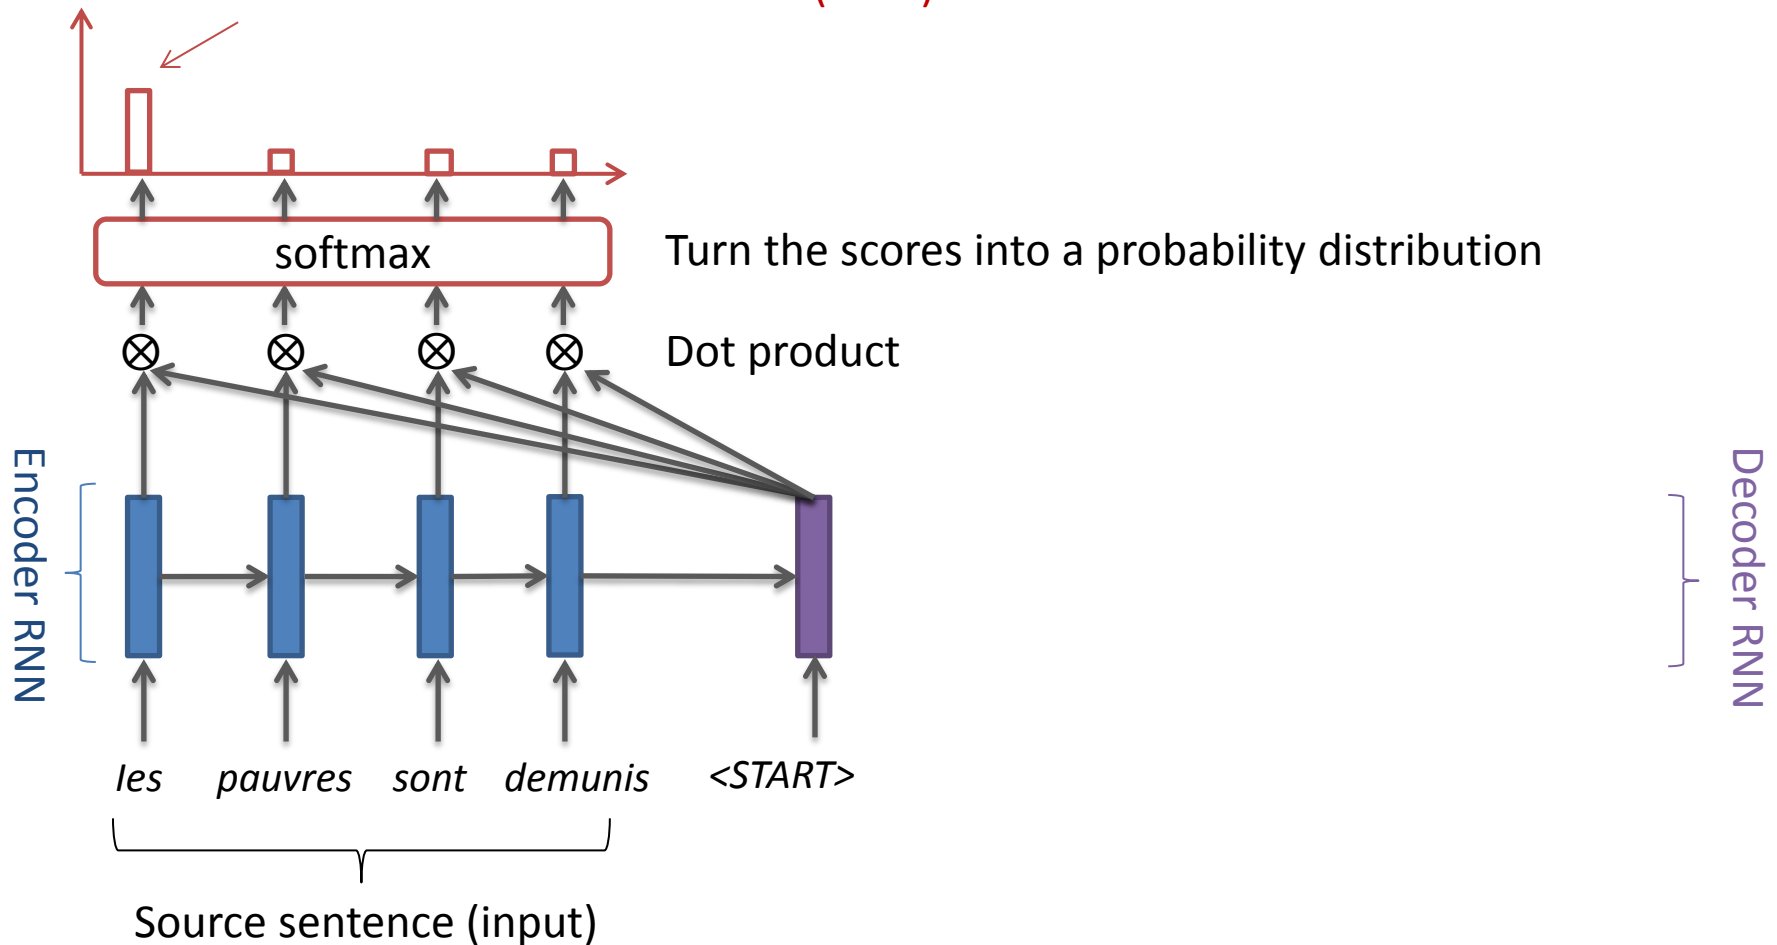 softmax
Turn the scores into a probability distribution
Dot product
Encoder RNN
Decoder RNN
les pauvres sont demunis <START>
Source sentence (input)